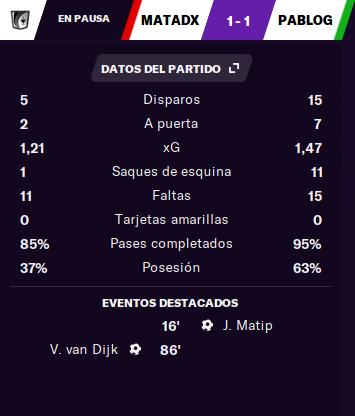 EN PAUSA MATADX 1 - 1 PABLOG
DATOS DEL PARTIDO
5 Disparos 15
2 A puerta 7
1,21 xG 1,47
1 Saques de esquina 11
11 Faltas 15
0 Tarjetas amarillas 0
85% Pases completados 95%
37% Posesión 63%
EVENTOS DESTACADOS
16' J. Matip
V. van Dijk 86'